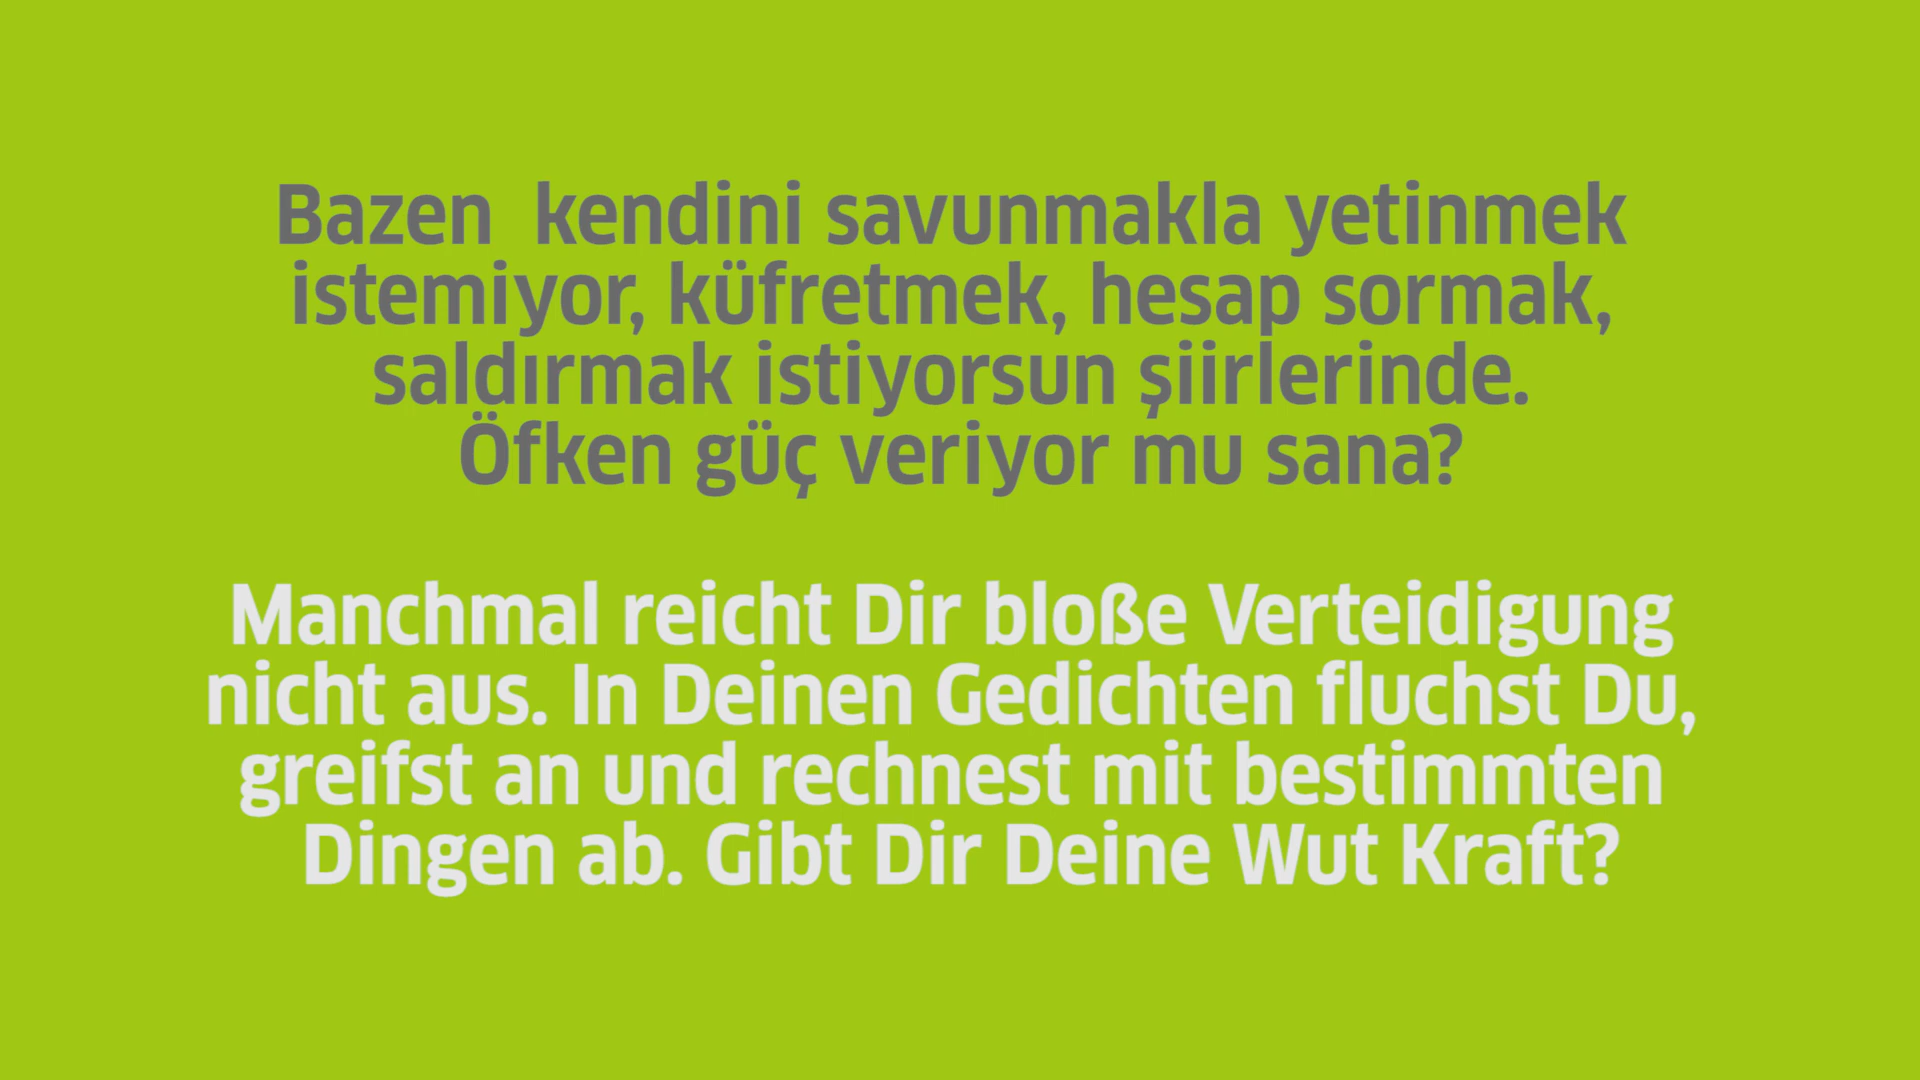 Bazen  kendini savunmakla yetinmek
istemiyor, küfretmek, hesap sormak,
saldırmak istiyorsun şiirlerinde.
Öfken güç veriyor mu sana?
Manchmal reicht Dir bloße Verteidigung
nicht aus. In Deinen Gedichten fluchst Du,
greifst an und rechnest mit bestimmten
Dingen ab. Gibt Dir Deine Wut Kraft?